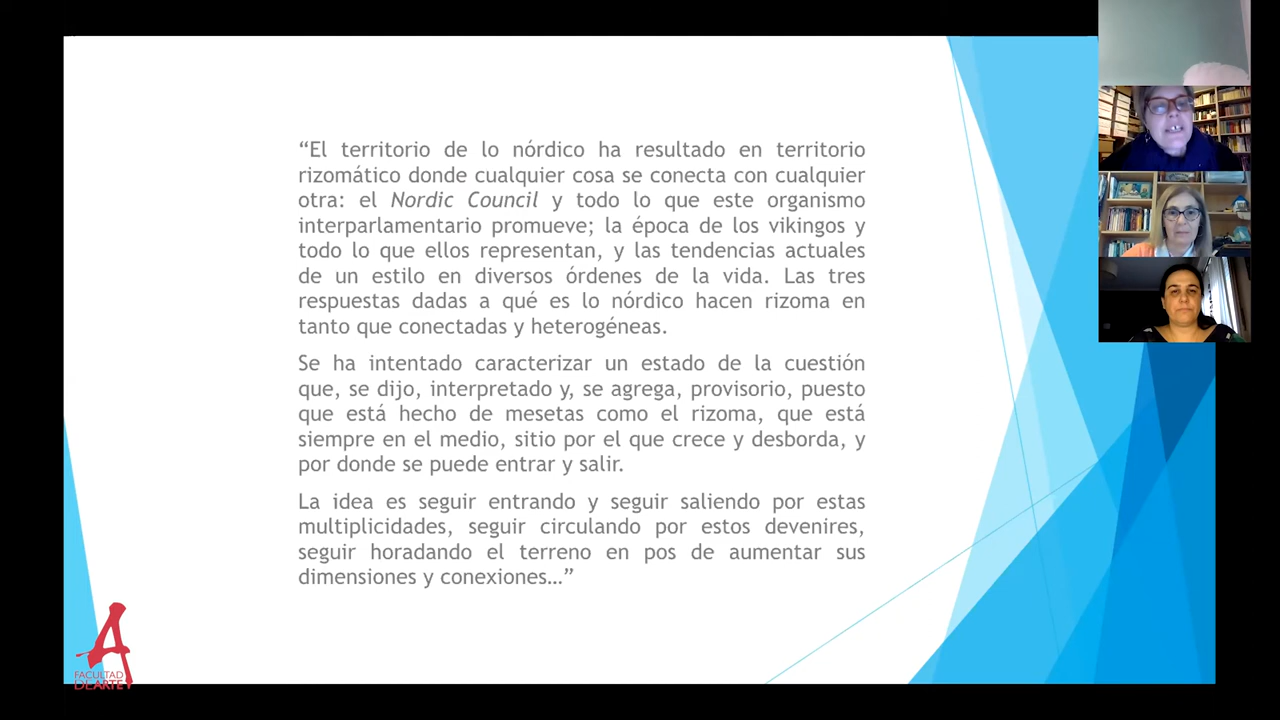 “El territorio de lo nórdico ha resultado en territorio
rizomático donde cualquier cosa se conecta con cualquier
otra: el Nordic Council y todo lo que este organismo
interparlamentario promueve; la época de los vikingos y
todo lo que ellos representan, y las tendencias actuales
de un estilo en diversos órdenes de la vida. Las tres
respuestas dadas a qué es lo nórdico hacen rizoma en
tanto que conectadas y heterogéneas.
Se ha intentado caracterizar un estado de la cuestión
que, se dijo, interpretado y, se agrega, provisorio, puesto
que está hecho de mesetas como el rizoma, que está
siempre en el medio, sitio por el que crece y desborda, y
por donde se puede entrar y salir.
La idea es seguir entrando y seguir saliendo por estas
multiplicidades, seguir circulando por estos devenires,
seguir horadando el terreno en pos de aumentar sus
dimensiones y conexiones…”
FACULTAD
DE ARTE